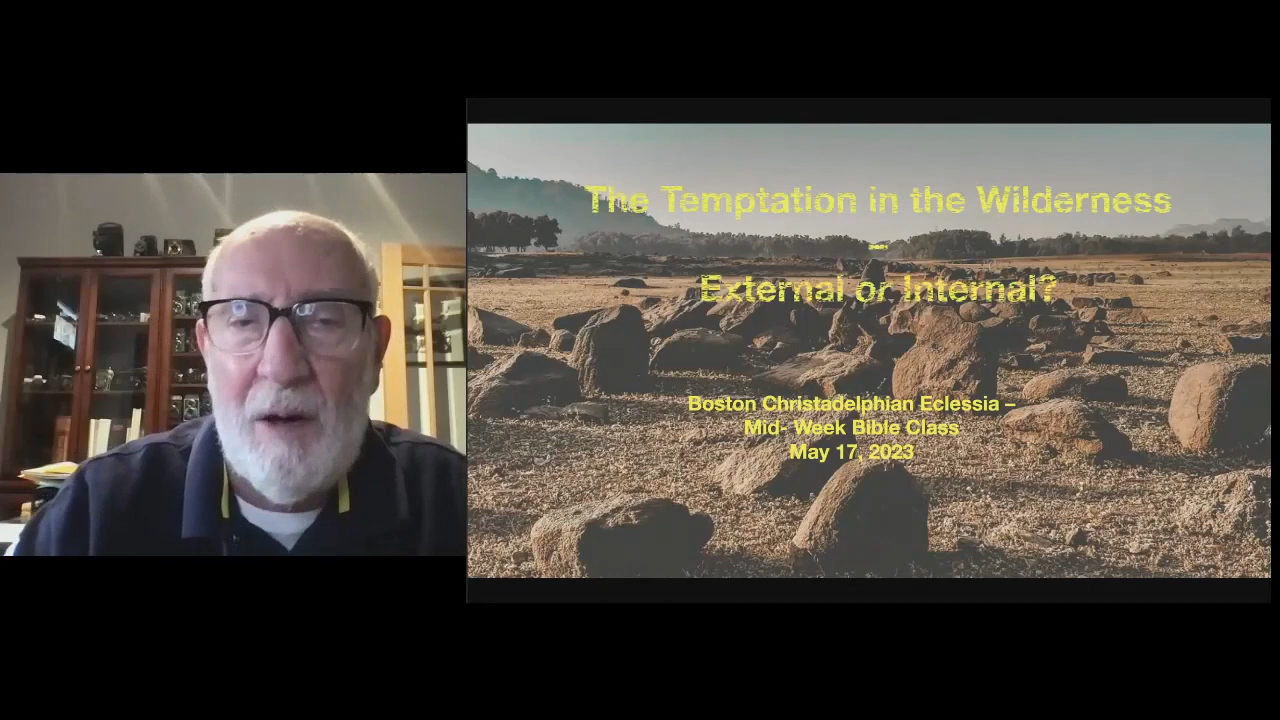 The Temptation in the Wilderness
–
External or Internal?
Boston Christadelphian Eclessia –
Mid- Week Bible Class
May 17, 2023